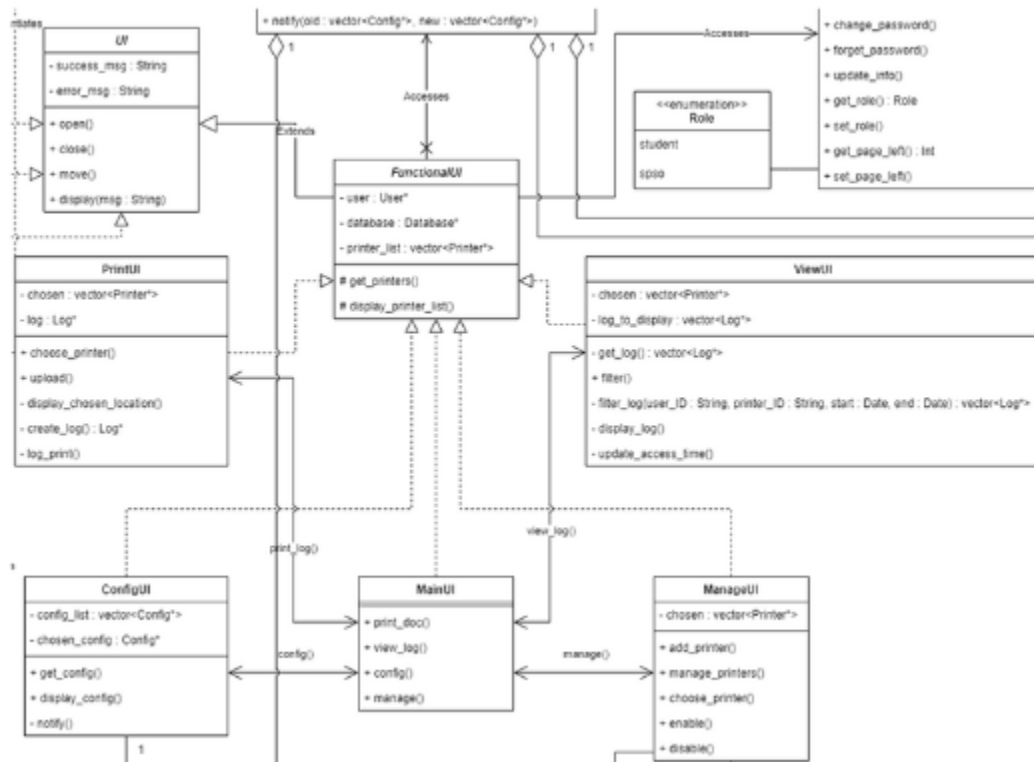 ntiates
UI
- success_msg : String
- error_msg : String
+ open()
+ close()
+ move()
+ display(msg : String)
+ notify(old : vector<Config*>, new : vector<Config*>)
1
1
1
Accesses
Accesses
Extends
+ change_password()
+ forget_password()
+ update_info()
+ get_role() : Role
+ set_role()
+ get_page_left() : Int
+ set_page_left()
<<enumeration>>
Role
student
spso
FunctionalUI
- user : User*
- database : Database*
- printer_list : vector<Printer*>
# get_printers()
# display_printer_list()
PrintUI
- chosen : vector<Printer*>
- log : Log*
+ choose_printer()
+ upload()
- display_chosen_location()
- create_log() : Log*
- log_print()
ViewUI
- chosen : vector<Printer*>
- log_to_display : vector<Log*>
- get_log() : vector<Log*>
+ filter()
- filter_log(user_ID : String, printer_ID : String, start : Date, end : Date) : vector<Log*>
- display_log()
- update_access_time()
print_log()
view_log()
s
ConfigUI
- config_list : vector<Config*>
- chosen_config : Config*
+ get_config()
+ display_config()
- notify()
1
config()
MainUI
+ print_doc()
+ view_log()
+ config()
+ manage()
manage()
ManageUI
- chosen : vector<Printer*>
+ add_printer()
+ manage_printers()
+ choose_printer()
+ enable()
+ disable()